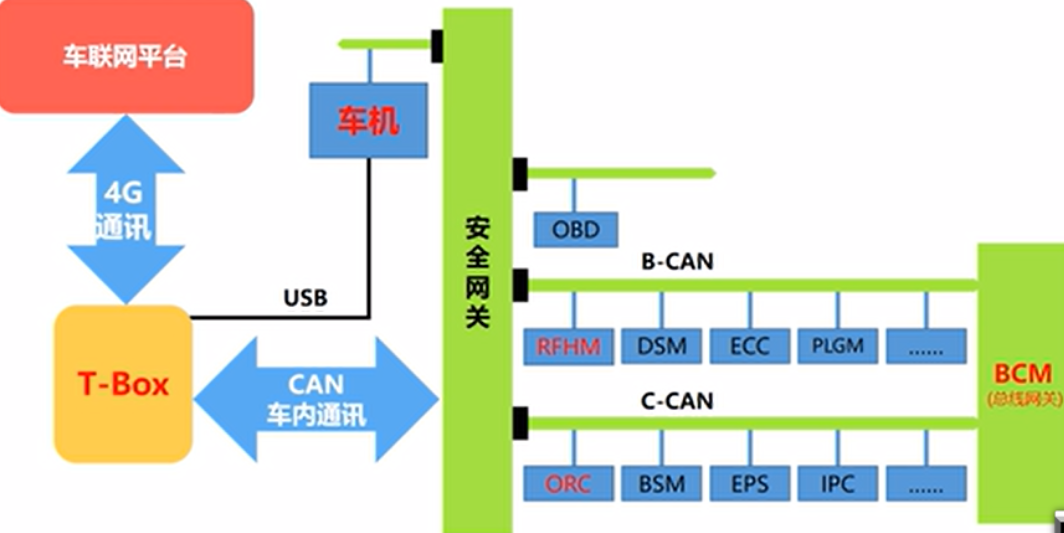 车联网平台
车机
4G
通讯
USB
T-Box
CAN
车内通讯
安
全
网
关
OBD
B-CAN
RFHM
DSM
ECC
PLGM
......
C-CAN
ORC
BSM
EPS
IPC
......
BCM
(总线网关)